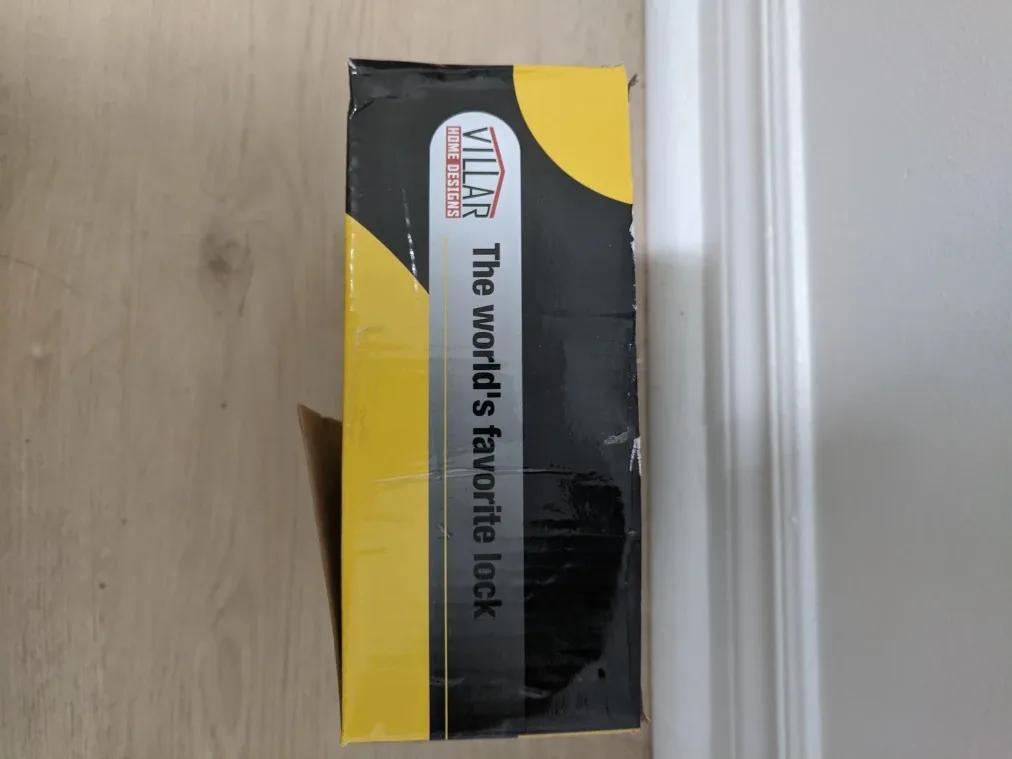 VILLAR
HOME DESIGNS
The world's favorite lock